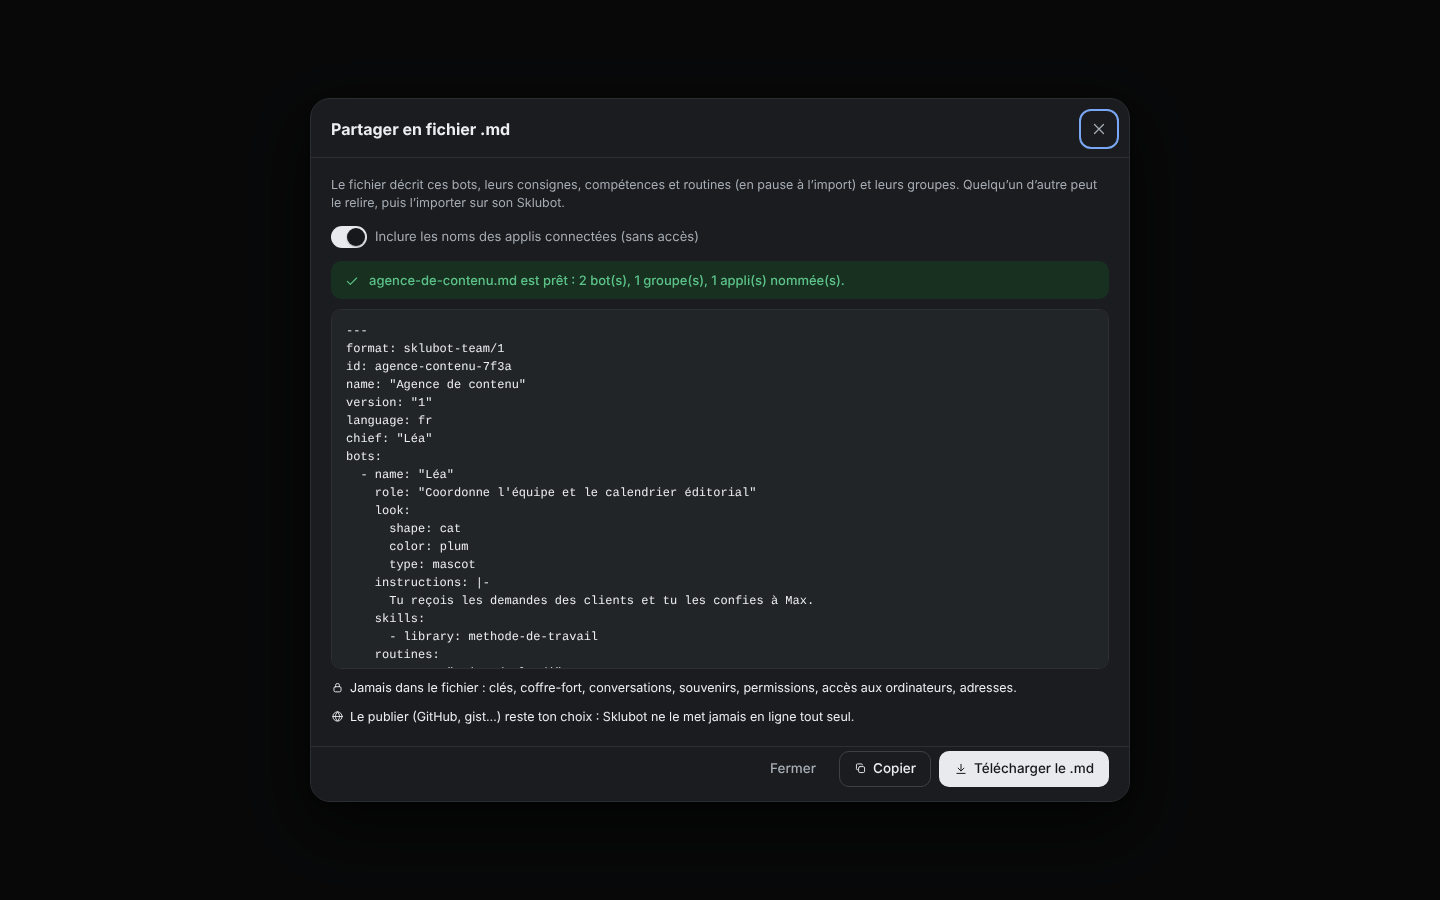 Partager en fichier .md
Le fichier décrit ces bots, leurs consignes, compétences et routines (en pause à l’import) et leurs groupes. Quelqu’un d’autre peut
le relire, puis l’importer sur son Sklubot.
Inclure les noms des applis connectées (sans accès)
agence-de-contenu.md est prêt : 2 bot(s), 1 groupe(s), 1 appli(s) nommée(s).
---
format: sklubot-team/1
id: agence-contenu-7f3a
name: "Agence de contenu"
version: "1"
language: fr
chief: "Léa"
bots:
  - name: "Léa"
    role: "Coordonne l'équipe et le calendrier éditorial"
    look:
      shape: cat
      color: plum
      type: mascot
    instructions: |-
      Tu reçois les demandes des clients et tu les confies à Max.
    skills:
      - library: methode-de-travail
    routines:
Jamais dans le fichier : clés, coffre-fort, conversations, souvenirs, permissions, accès aux ordinateurs, adresses.
Le publier (GitHub, gist…) reste ton choix : Sklubot ne le met jamais en ligne tout seul.
Fermer
Copier
Télécharger le .md